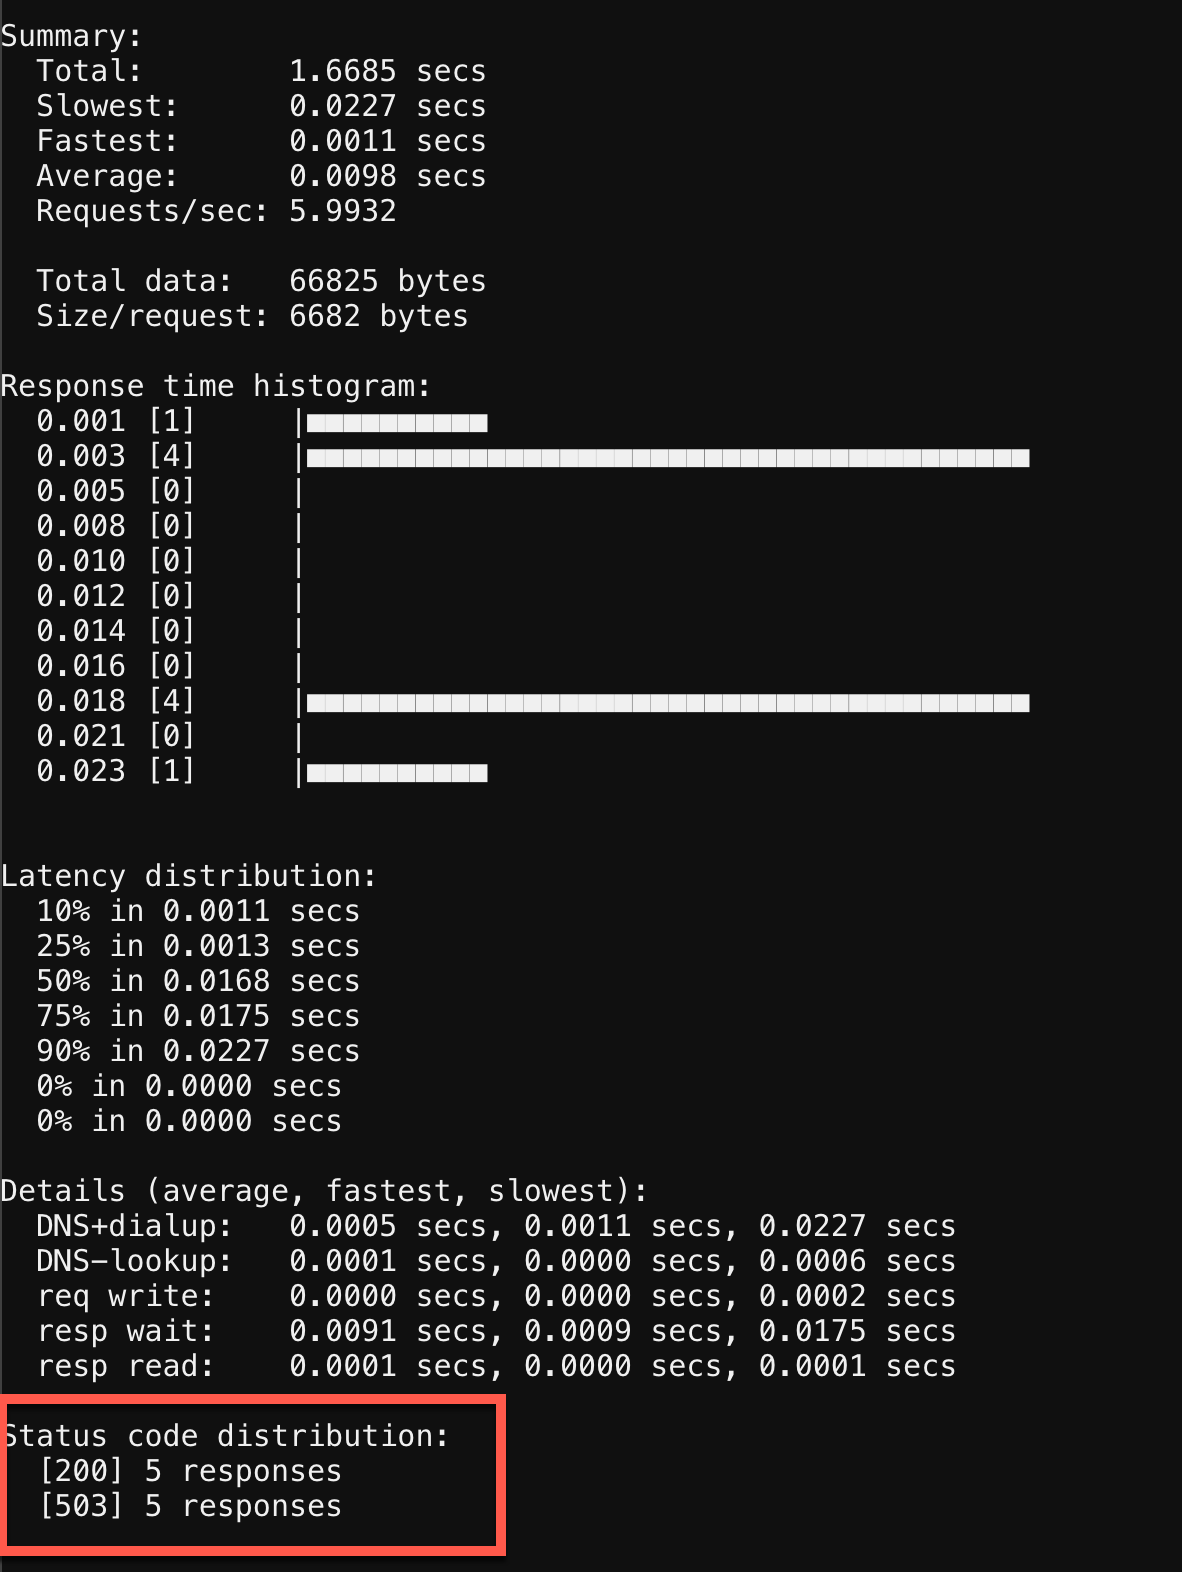 Summary:
  Total:        1.6685 secs
  Slowest:      0.0227 secs
  Fastest:      0.0011 secs
  Average:      0.0098 secs
  Requests/sec: 5.9932
  Total data:   66825 bytes
  Size/request: 6682 bytes
Response time histogram:
  0.001 [1]     |■■■■■■■■■■
  0.003 [4]     |■■■■■■■■■■■■■■■■■■■■■■■■■■■■■■■■■■■■■■■■
  0.005 [0]     |
  0.008 [0]     |
  0.010 [0]     |
  0.012 [0]     |
  0.014 [0]     |
  0.016 [0]     |
  0.018 [4]     |■■■■■■■■■■■■■■■■■■■■■■■■■■■■■■■■■■■■■■■■
  0.021 [0]     |
  0.023 [1]     |■■■■■■■■■■
Latency distribution:
  10% in 0.0011 secs
  25% in 0.0013 secs
  50% in 0.0168 secs
  75% in 0.0175 secs
  90% in 0.0227 secs
  0% in 0.0000 secs
  0% in 0.0000 secs
Details (average, fastest, slowest):
  DNS+dialup:   0.0005 secs, 0.0011 secs, 0.0227 secs
  DNS-lookup:   0.0001 secs, 0.0000 secs, 0.0006 secs
  req write:    0.0000 secs, 0.0000 secs, 0.0002 secs
  resp wait:    0.0091 secs, 0.0009 secs, 0.0175 secs
  resp read:    0.0001 secs, 0.0000 secs, 0.0001 secs
Status code distribution:
  [200] 5 responses
  [503] 5 responses